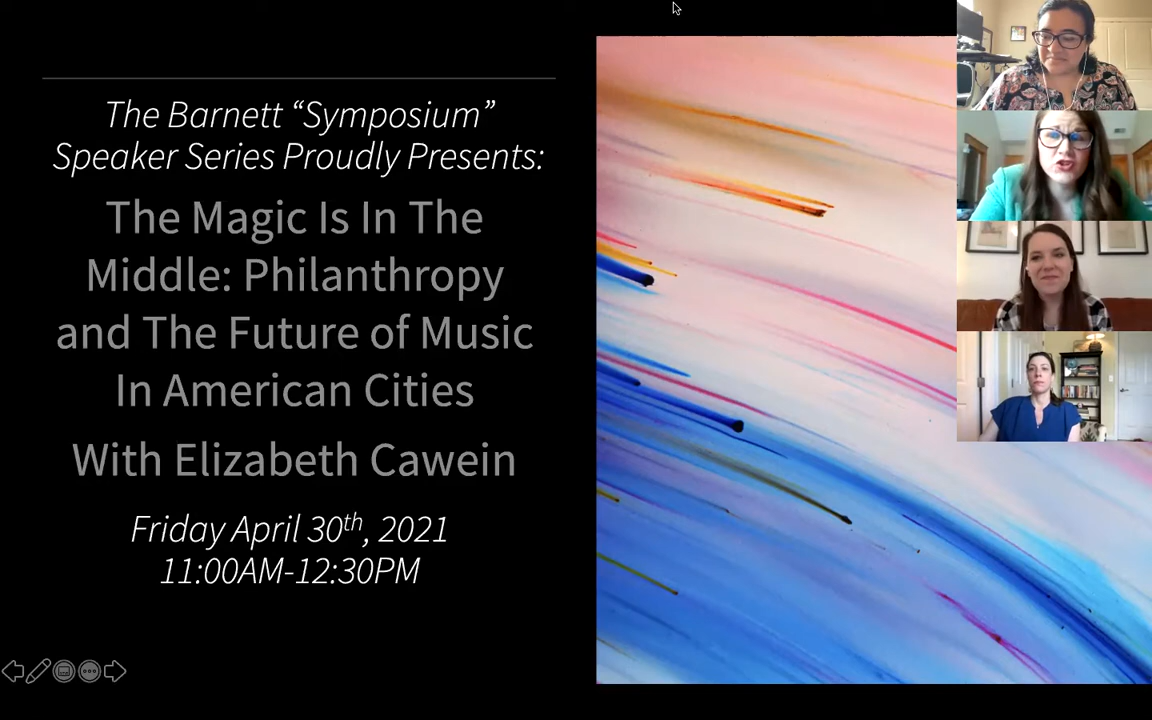 The Barnett “Symposium”
Speaker Series Proudly Presents:
The Magic Is In The
Middle: Philanthropy
and The Future of Music
In American Cities
With Elizabeth Cawein
Friday April 30th, 2021
11:00AM-12:30PM